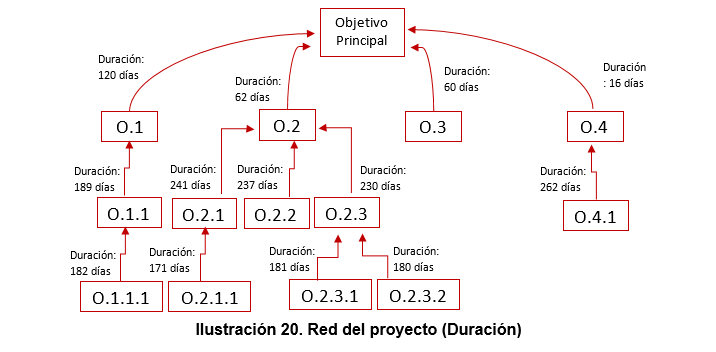 Objetivo
Principal
Duración:
120 días
Duración:
62 días
Duración:
60 días
Duración
: 16 días
O.1
O.2
O.3
O.4
Duración:
189 días
Duración:
241 días
Duración:
237 días
Duración:
230 días
Duración:
262 días
O.1.1
O.2.1
O.2.2
O.2.3
O.4.1
Duración:
182 días
Duración:
171 días
Duración:
181 días
Duración:
180 días
O.1.1.1
O.2.1.1
O.2.3.1
O.2.3.2
Ilustración 20. Red del proyecto (Duración)